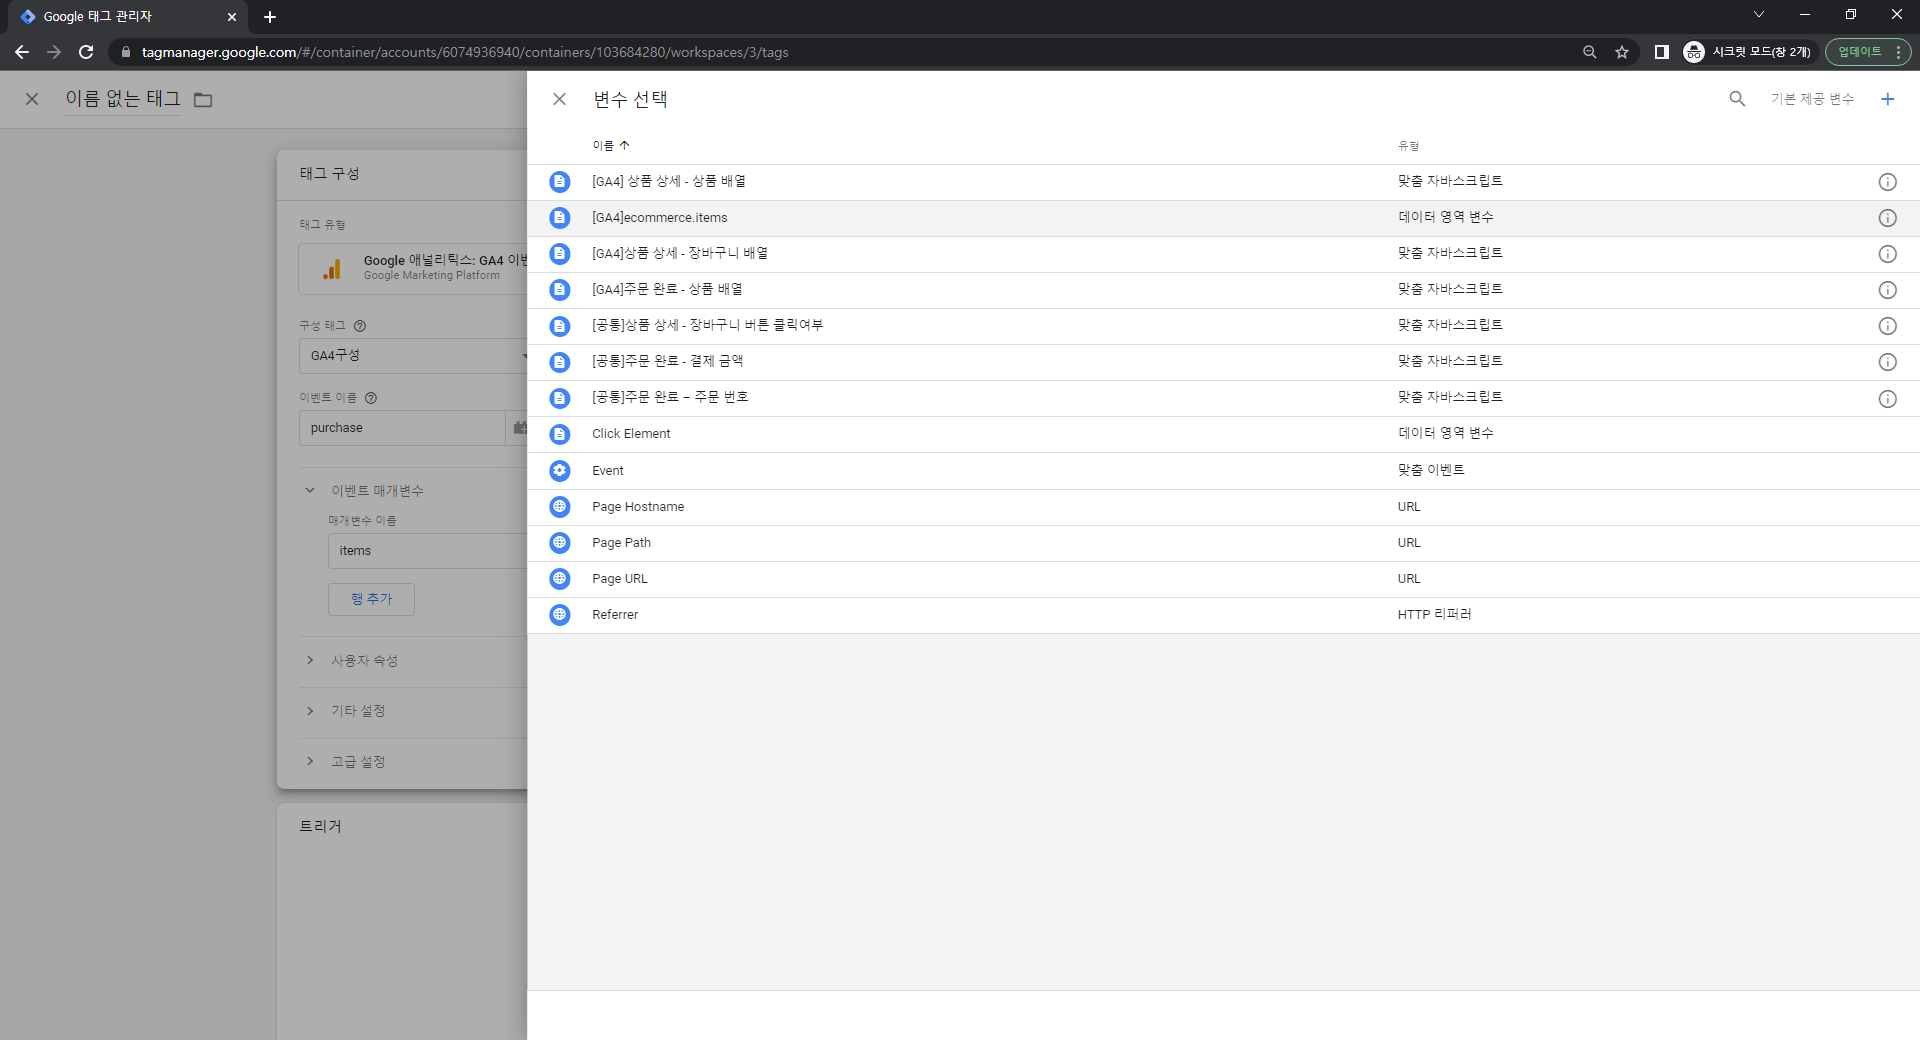 Google 태그 관리자
tagmanager.google.com/#/container/accounts/6074936940/containers/103684280/workspaces/3/tags
시크릿 모드(창 2개)
업데이트
이름 없는 태그
태그 구성
태그 유형
Google 애널리틱스: GA4 이벤
Google Marketing Platform
구성 태그
GA4구성
이벤트 이름
purchase
이벤트 매개변수
매개변수 이름
items
행 추가
사용자 속성
기타 설정
고급 설정
트리거
변수 선택
기본 제공 변수
이름 유형
[GA4] 상품 상세 - 상품 배열 맞춤 자바스크립트
[GA4]ecommerce.items 데이터 영역 변수
[GA4]상품 상세 - 장바구니 배열 맞춤 자바스크립트
[GA4]주문 완료 - 상품 배열 맞춤 자바스크립트
[공통]상품 상세 - 장바구니 버튼 클릭여부 맞춤 자바스크립트
[공통]주문 완료 - 결제 금액 맞춤 자바스크립트
[공통]주문 완료 – 주문 번호 맞춤 자바스크립트
Click Element 데이터 영역 변수
Event 맞춤 이벤트
Page Hostname URL
Page Path URL
Page URL URL
Referrer HTTP 리퍼러